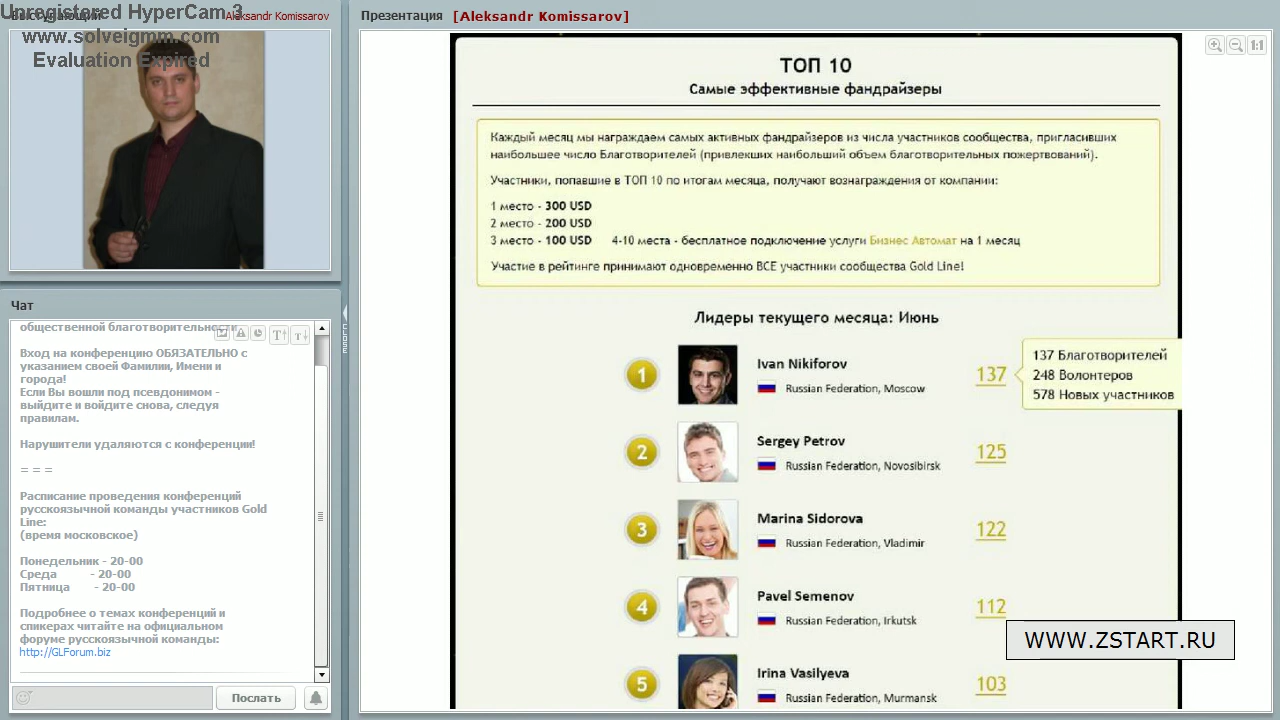 Unregistered HyperCam 3
www.solveigmm.com
Evaluation Expired
Aleksandr Komissarov
Чат
общественной благотворительности.
Вход на конференцию ОБЯЗАТЕЛЬНО с
указанием своей Фамилии, Имени и
города!
Если Вы вошли под псевдонимом -
выйдите и войдите снова, следуя
правилам.
Нарушители удаляются с конференции!
= = =
Расписание проведения конференций
русскоязычной команды участников Gold
Line:
(время московское)
Понедельник - 20-00
Среда - 20-00
Пятница - 20-00
Подробнее о темах конференций и
спикерах читайте на официальном
форуме русскоязычной команды:
http://GLForum.biz
Послать
CLOSE
Презентация [Aleksandr Komissarov]
1:1
ТОП 10
Самые эффективные фандрайзеры
Каждый месяц мы награждаем самых активных фандрайзеров из числа участников сообщества, пригласивших
наибольшее число Благотворителей (привлекших наибольший объем благотворительных пожертвований).
Участники, попавшие в ТОП 10 по итогам месяца, получают вознаграждения от компании:
1 место - 300 USD
2 место - 200 USD
3 место - 100 USD 4-10 места - бесплатное подключение услуги Бизнес Автомат на 1 месяц
Участие в рейтинге принимают одновременно ВСЕ участники сообщества Gold Line!
Лидеры текущего месяца: Июнь
1 Ivan Nikiforov 137
Russian Federation, Moscow
137 Благотворителей
248 Волонтеров
578 Новых участников
2 Sergey Petrov 125
Russian Federation, Novosibirsk
3 Marina Sidorova 122
Russian Federation, Vladimir
4 Pavel Semenov 112
Russian Federation, Irkutsk
5 Irina Vasilyeva 103
Russian Federation, Murmansk
WWW.ZSTART.RU